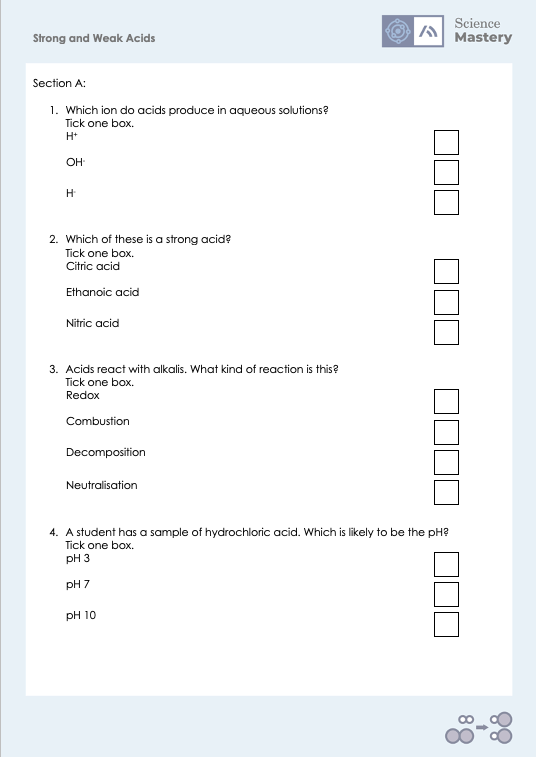 Strong and Weak Acids
Science
Mastery
Section A:
1. Which ion do acids produce in aqueous solutions?
Tick one box.
H⁺
OH⁻
H⁻
2. Which of these is a strong acid?
Tick one box.
Citric acid
Ethanoic acid
Nitric acid
3. Acids react with alkalis. What kind of reaction is this?
Tick one box.
Redox
Combustion
Decomposition
Neutralisation
4. A student has a sample of hydrochloric acid. Which is likely to be the pH?
Tick one box.
pH 3
pH 7
pH 10